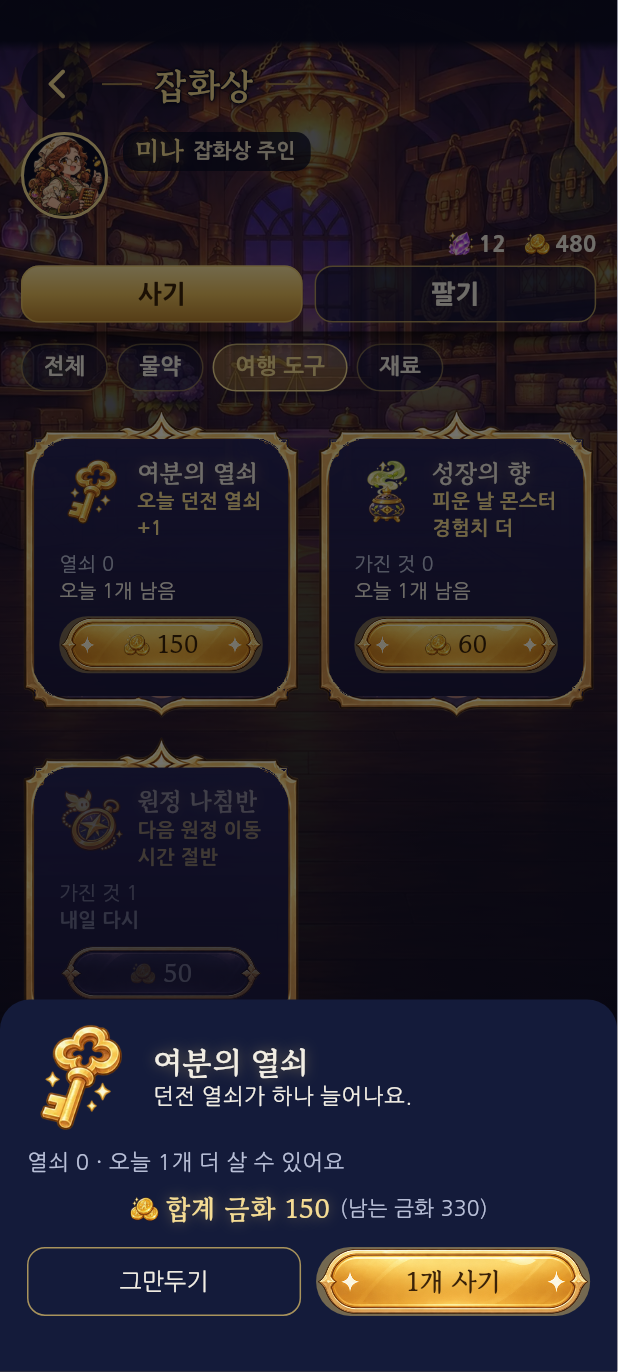 잡화상
미나 잡화상 주인
12 480
사기 팔기
전체 물약 여행 도구 재료
여분의 열쇠
오늘 던전 열쇠
+1
열쇠 0
오늘 1개 남음
150
성장의 향
피운 날 몬스터
경험치 더
가진 것 0
오늘 1개 남음
60
원정 나침반
다음 원정 이동
시간 절반
가진 것 1
내일 다시
50
여분의 열쇠
던전 열쇠가 하나 늘어나요.
열쇠 0 · 오늘 1개 더 살 수 있어요
합계 금화 150 (남는 금화 330)
그만두기 1개 사기